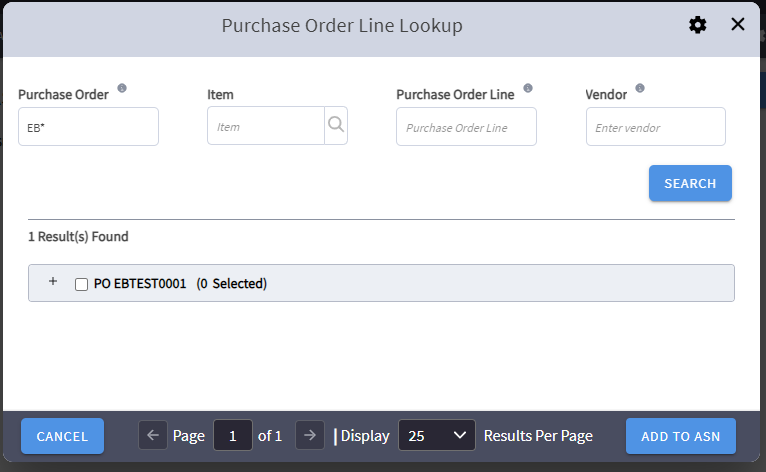 Purchase Order Line Lookup
Purchase Order
Item
Purchase Order Line
Vendor
EB*
Item
Purchase Order Line
Enter vendor
SEARCH
1 Result(s) Found
+ PO EBTEST0001 (0 Selected)
CANCEL
Page 1 of 1
| Display 25 Results Per Page
ADD TO ASN